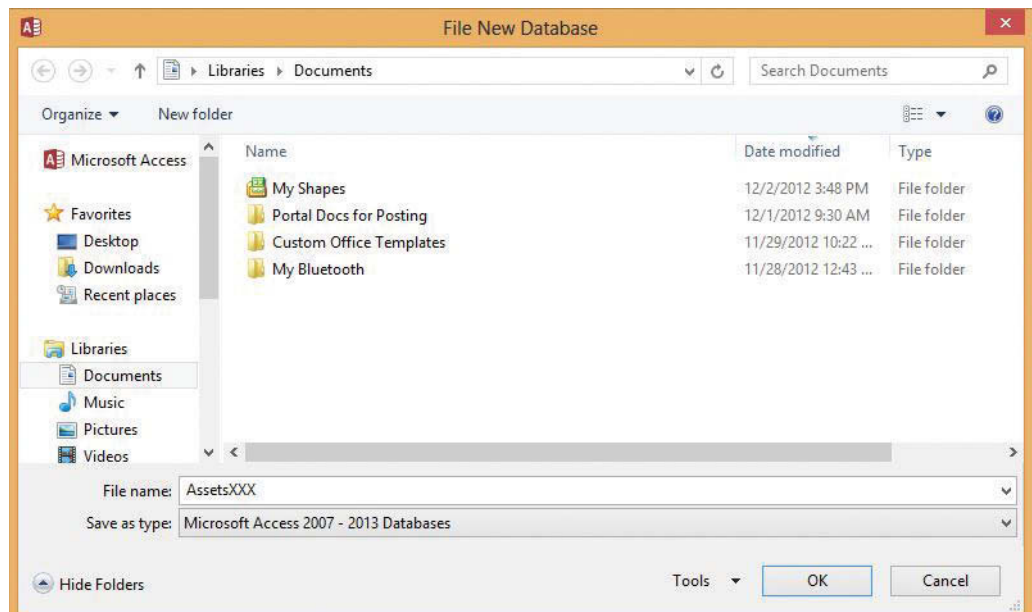 File New Database
Libraries Documents
Search Documents
Organize New folder
Microsoft Access
Favorites
Desktop
Downloads
Recent places
Libraries
Documents
Music
Pictures
Videos
Name Date modified Type
My Shapes 12/2/2012 3:48 PM File folder
Portal Docs for Posting 12/1/2012 9:30 AM File folder
Custom Office Templates 11/29/2012 10:22 ... File folder
My Bluetooth 11/28/2012 12:43 ... File folder
File name: AssetsXXX
Save as type: Microsoft Access 2007 - 2013 Databases
Hide Folders
Tools OK Cancel